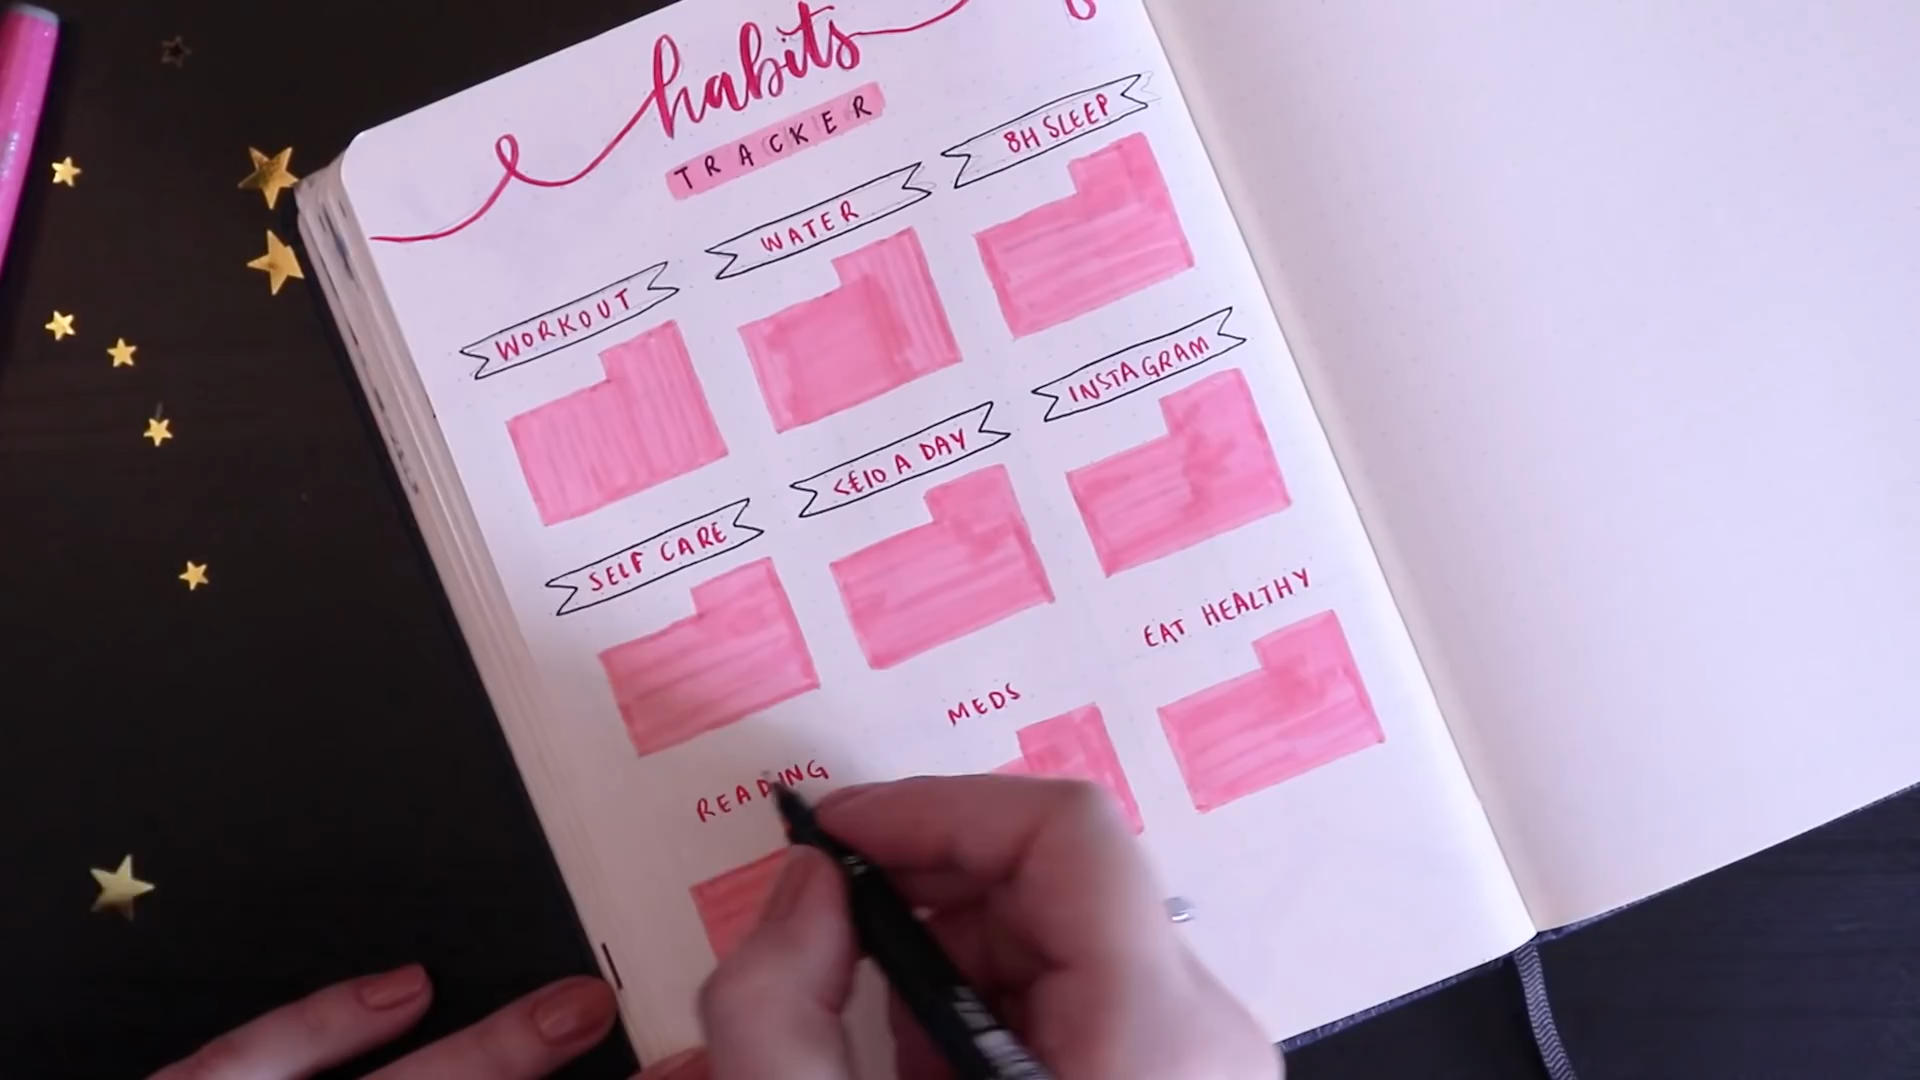 habits
TRACKER
WORKOUT
WATER
8H SLEEP
SELF CARE
<£10 A DAY
INSTAGRAM
READING
MEDS
EAT HEALTHY